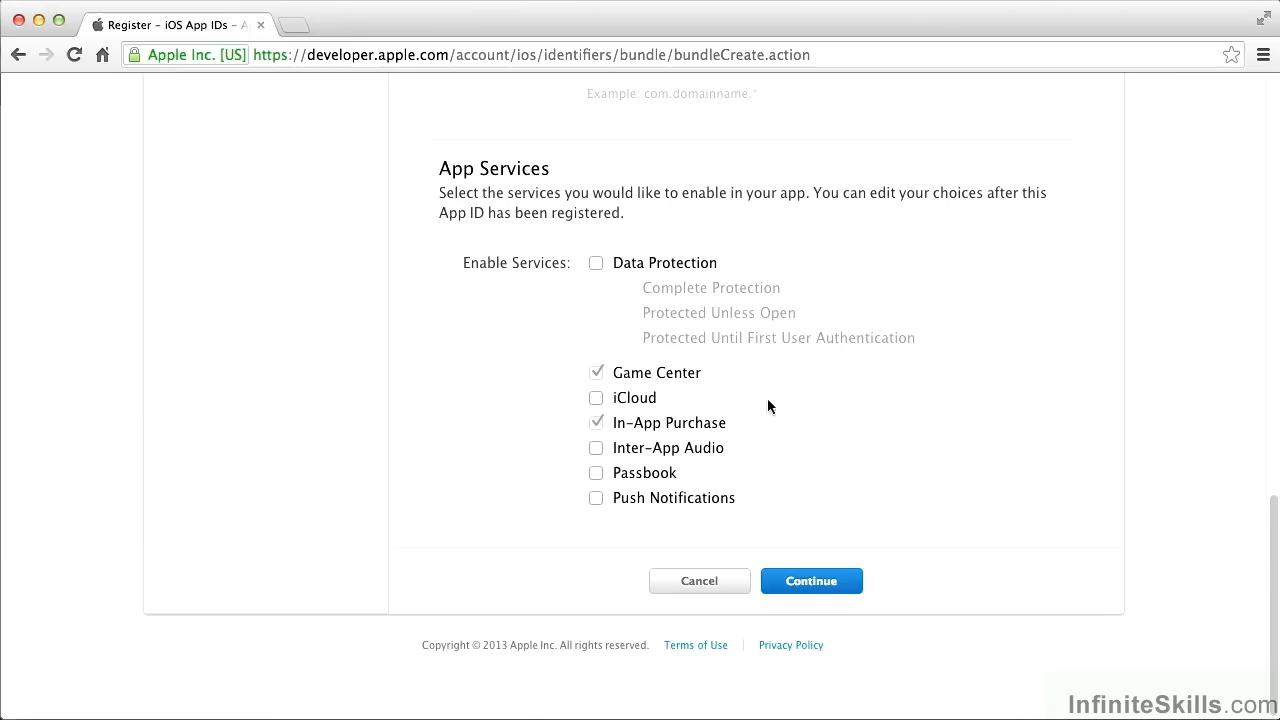 Register - iOS App IDs - A
Apple Inc. [US] https://developer.apple.com/account/ios/identifiers/bundle/bundleCreate.action
Example: com.domainname.*
App Services
Select the services you would like to enable in your app. You can edit your choices after this
App ID has been registered.
Enable Services: Data Protection
Complete Protection
Protected Unless Open
Protected Until First User Authentication
Game Center
iCloud
In-App Purchase
Inter-App Audio
Passbook
Push Notifications
Cancel Continue
Copyright © 2013 Apple Inc. All rights reserved. Terms of Use Privacy Policy
InfiniteSkills.com